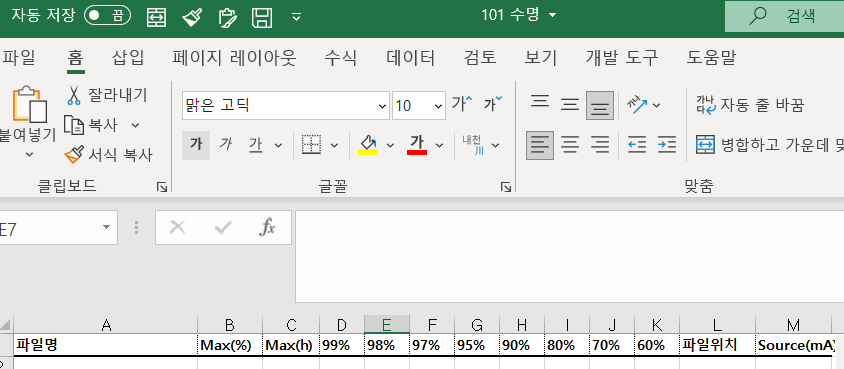 자동 저장 끔 101 수명 검색
파일 홈 삽입 페이지 레이아웃 수식 데이터 검토 보기 개발 도구 도움말
붙여넣기 잘라내기 복사 서식 복사
클립보드
맑은 고딕 10 가 가
가 가 가 가 내천 川
글꼴
가나다 자동 줄 바꿈
병합하고 가운데 맞
맞춤
E7 fx
A B C D E F G H I J K L M
파일명 Max(%) Max(h) 99% 98% 97% 95% 90% 80% 70% 60% 파일위치 Source(mA)